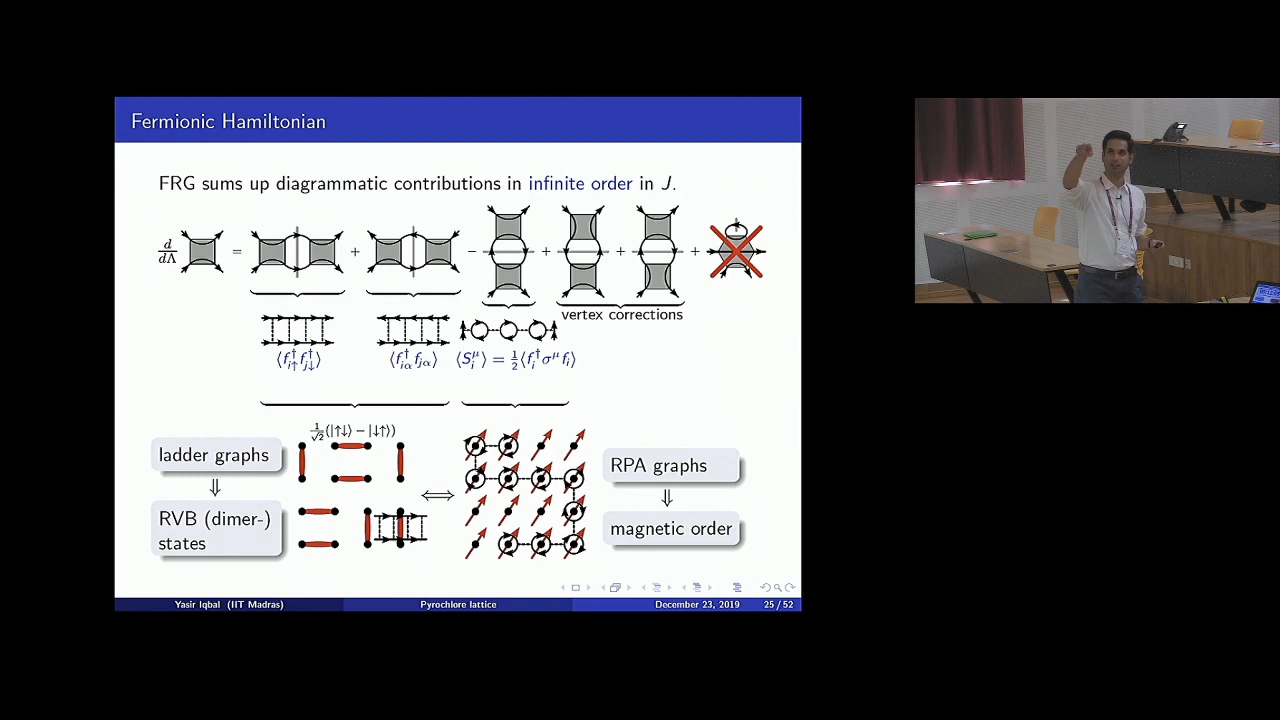 Fermionic Hamiltonian
FRG sums up diagrammatic contributions in infinite order in J.
d/dΛ = + − + + +
vertex corrections
⟨f†i↑ f†j↓⟩ ⟨f†iα fjα⟩ ⟨Sᵢ^μ⟩ = ½⟨fᵢ† σ^μ fᵢ⟩
1/√2(|↑↓⟩ − |↓↑⟩)
ladder graphs
⇓
RVB (dimer-)
states
⟺
RPA graphs
⇓
magnetic order
Yasir Iqbal (IIT Madras) Pyrochlore lattice December 23, 2019 25 / 52